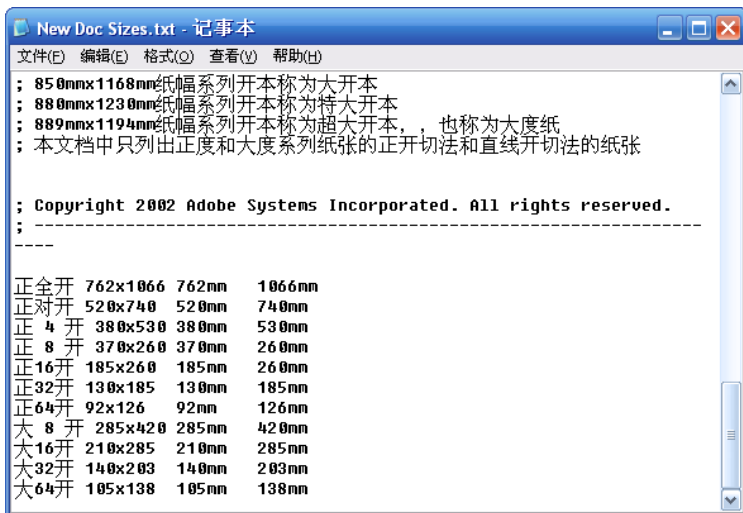 New Doc Sizes.txt - 记事本
文件(F) 编辑(E) 格式(O) 查看(V) 帮助(H)
; 850mmx1168mm纸幅系列开本称为大开本
; 880mmx1230mm纸幅系列开本称为特大开本
; 889mmx1194mm纸幅系列开本称为超大开本，，也称为大度纸
; 本文档中只列出正度和大度系列纸张的正开切法和直线开切法的纸张
; Copyright 2002 Adobe Systems Incorporated. All rights reserved.
; ------------------------------------------------------------------
----
正全开 762x1066 762mm 1066mm
正对开 520x740 520mm 740mm
正 4 开 380x530 380mm 530mm
正 8 开 370x260 370mm 260mm
正16开 185x260 185mm 260mm
正32开 130x185 130mm 185mm
正64开 92x126 92mm 126mm
大 8 开 285x420 285mm 420mm
大16开 210x285 210mm 285mm
大32开 140x203 140mm 203mm
大64开 105x138 105mm 138mm